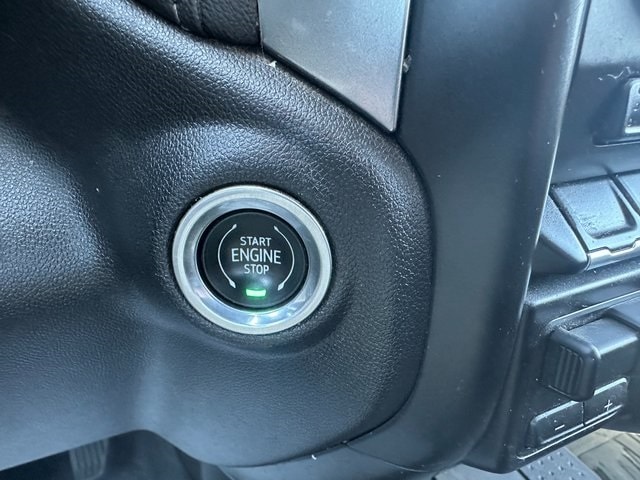 START
ENGINE
STOP
- +